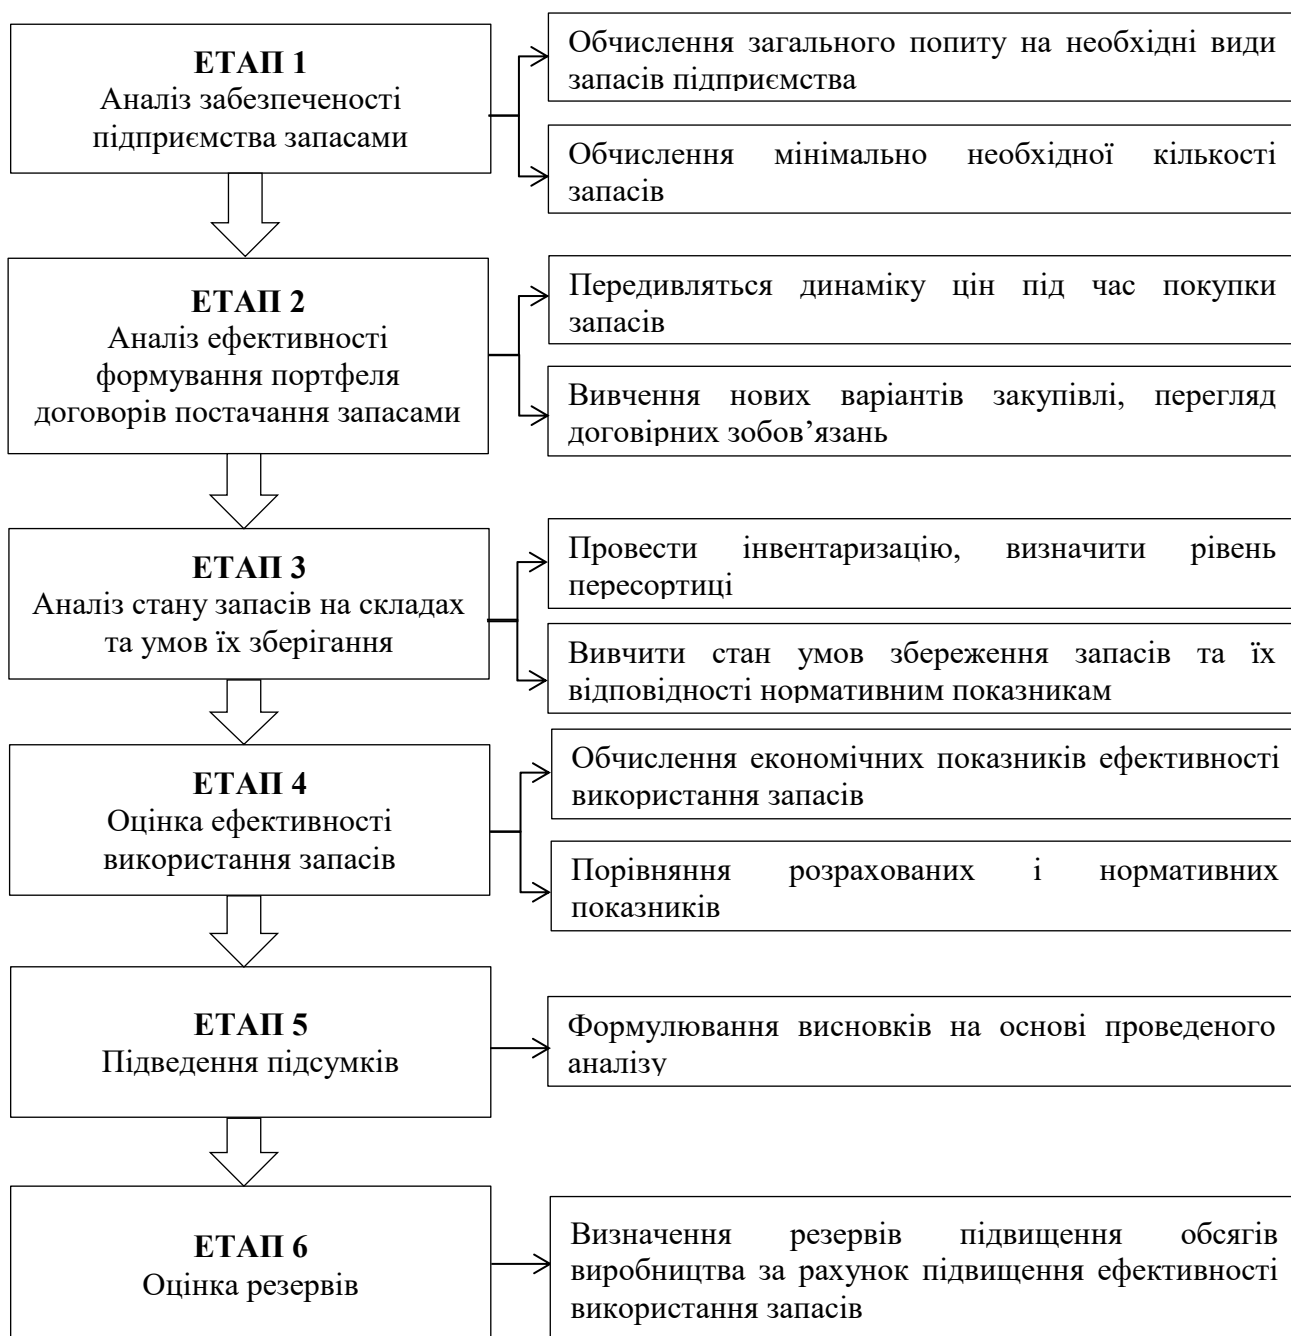 ЕТАП 1
Аналіз забезпеченості
підприємства запасами
Обчислення загального попиту на необхідні види
запасів підприємства
Обчислення мінімально необхідної кількості
запасів
ЕТАП 2
Аналіз ефективності
формування портфеля
договорів постачання запасами
Передивляться динаміку цін під час покупки
запасів
Вивчення нових варіантів закупівлі, перегляд
договірних зобов’язань
ЕТАП 3
Аналіз стану запасів на складах
та умов їх зберігання
Провести інвентаризацію, визначити рівень
пересортиці
Вивчити стан умов збереження запасів та їх
відповідності нормативним показникам
ЕТАП 4
Оцінка ефективності
використання запасів
Обчислення економічних показників ефективності
використання запасів
Порівняння розрахованих і нормативних
показників
ЕТАП 5
Підведення підсумків
Формулювання висновків на основі проведеного
аналізу
ЕТАП 6
Оцінка резервів
Визначення резервів підвищення обсягів
виробництва за рахунок підвищення ефективності
використання запасів